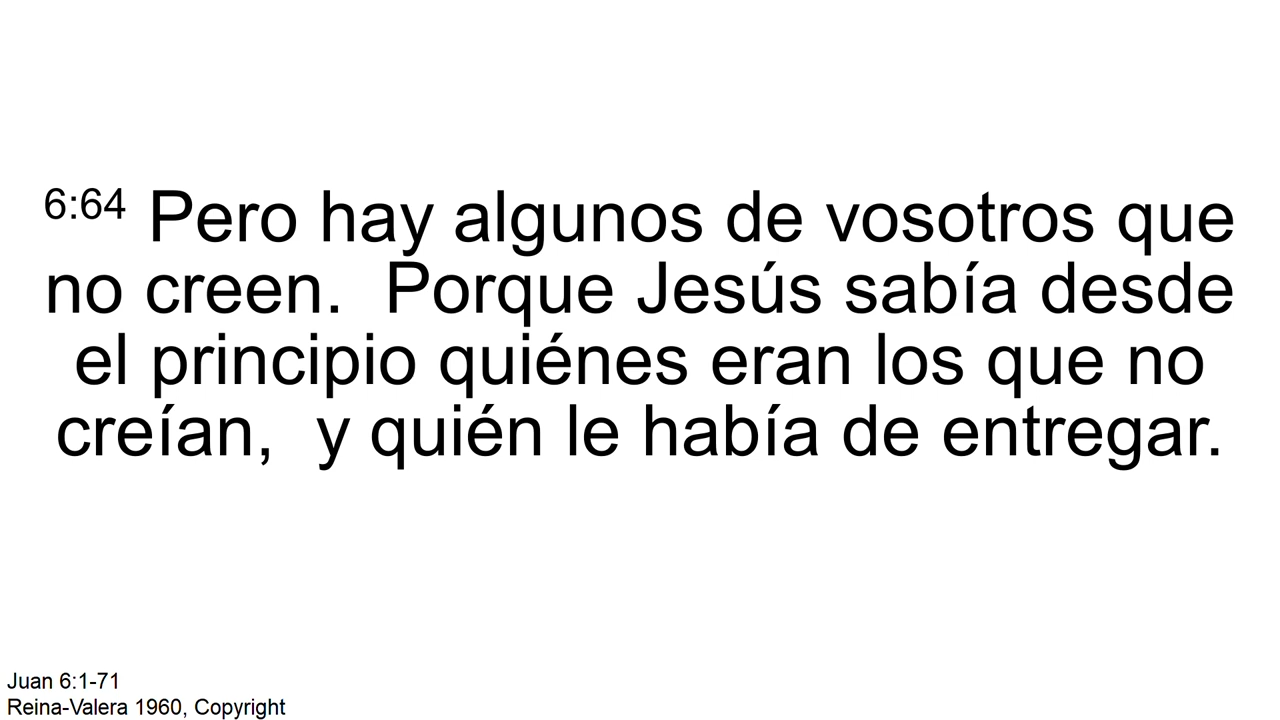 6:64 Pero hay algunos de vosotros que
no creen.  Porque Jesús sabía desde
el principio quiénes eran los que no
creían,  y quién le había de entregar.
Juan 6:1-71
Reina-Valera 1960, Copyright